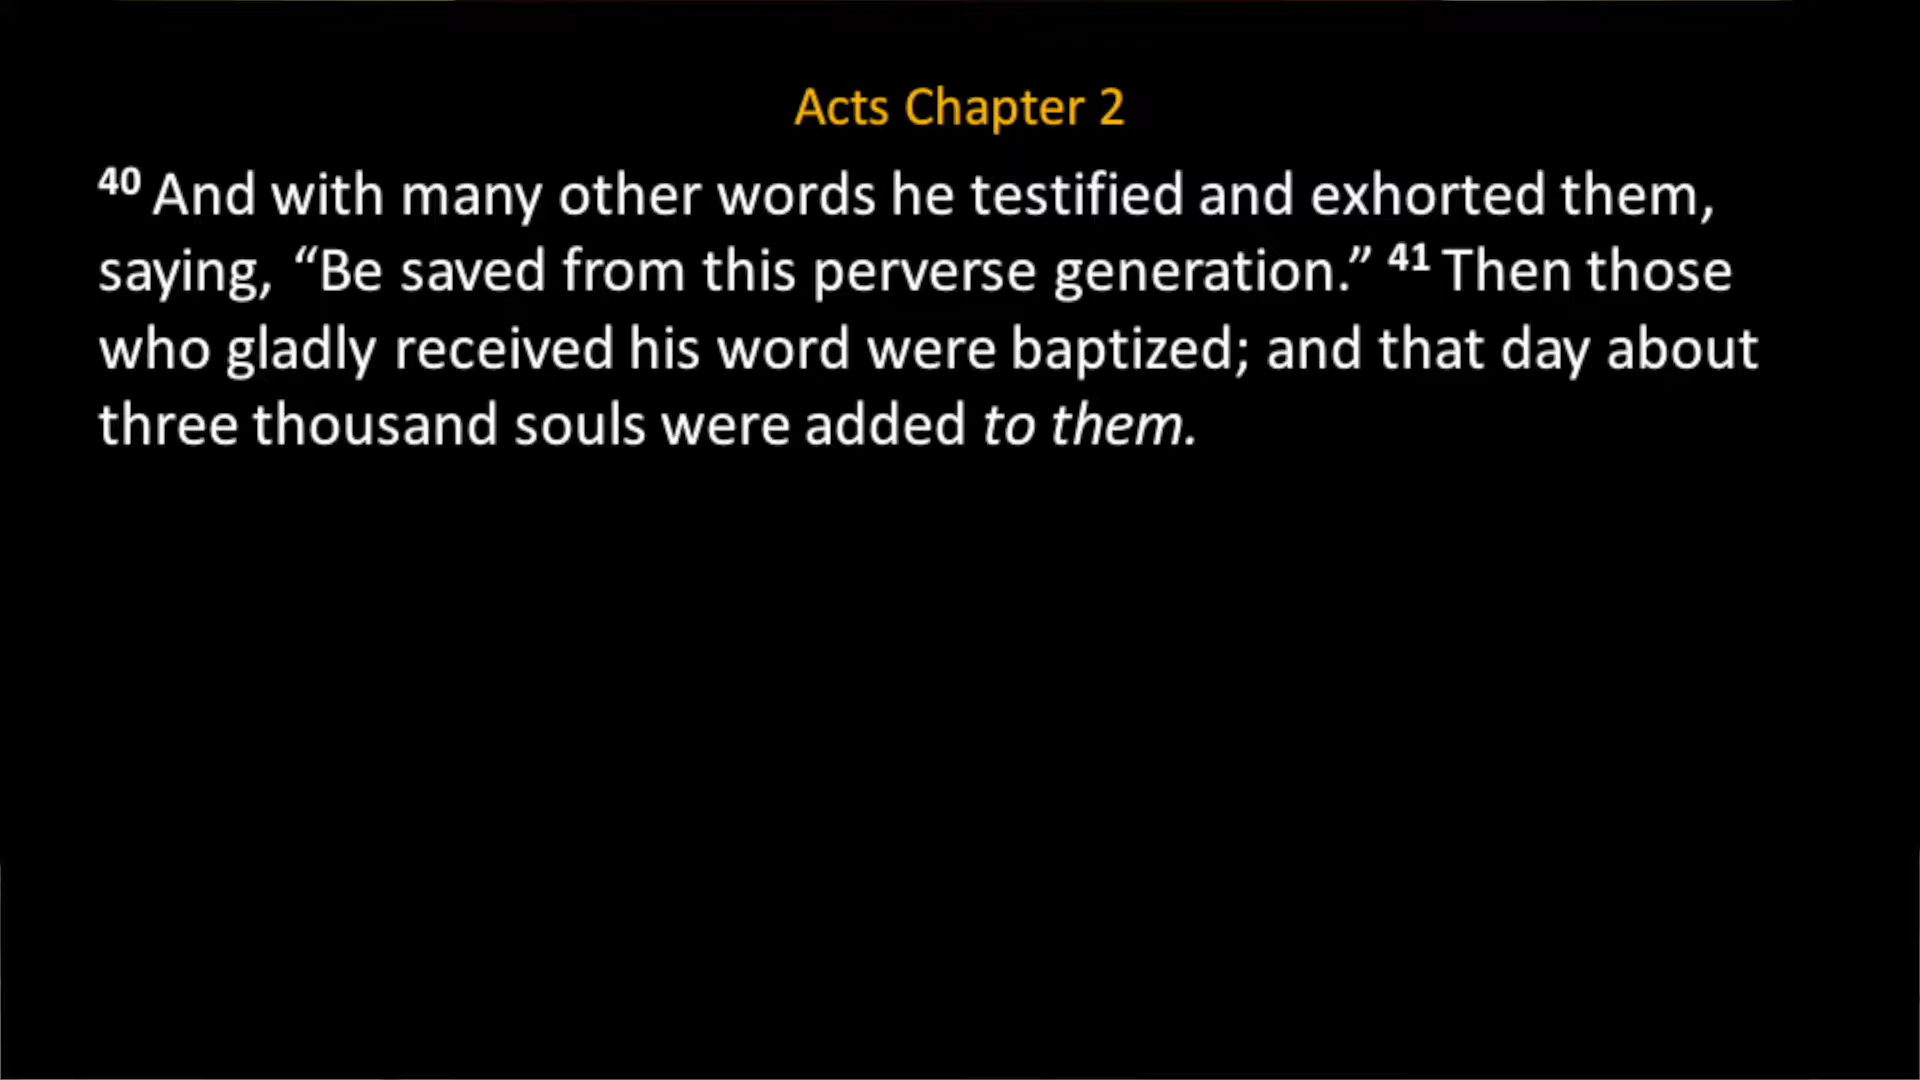 Acts Chapter 2
40 And with many other words he testified and exhorted them,
saying, “Be saved from this perverse generation.” 41 Then those
who gladly received his word were baptized; and that day about
three thousand souls were added to them.